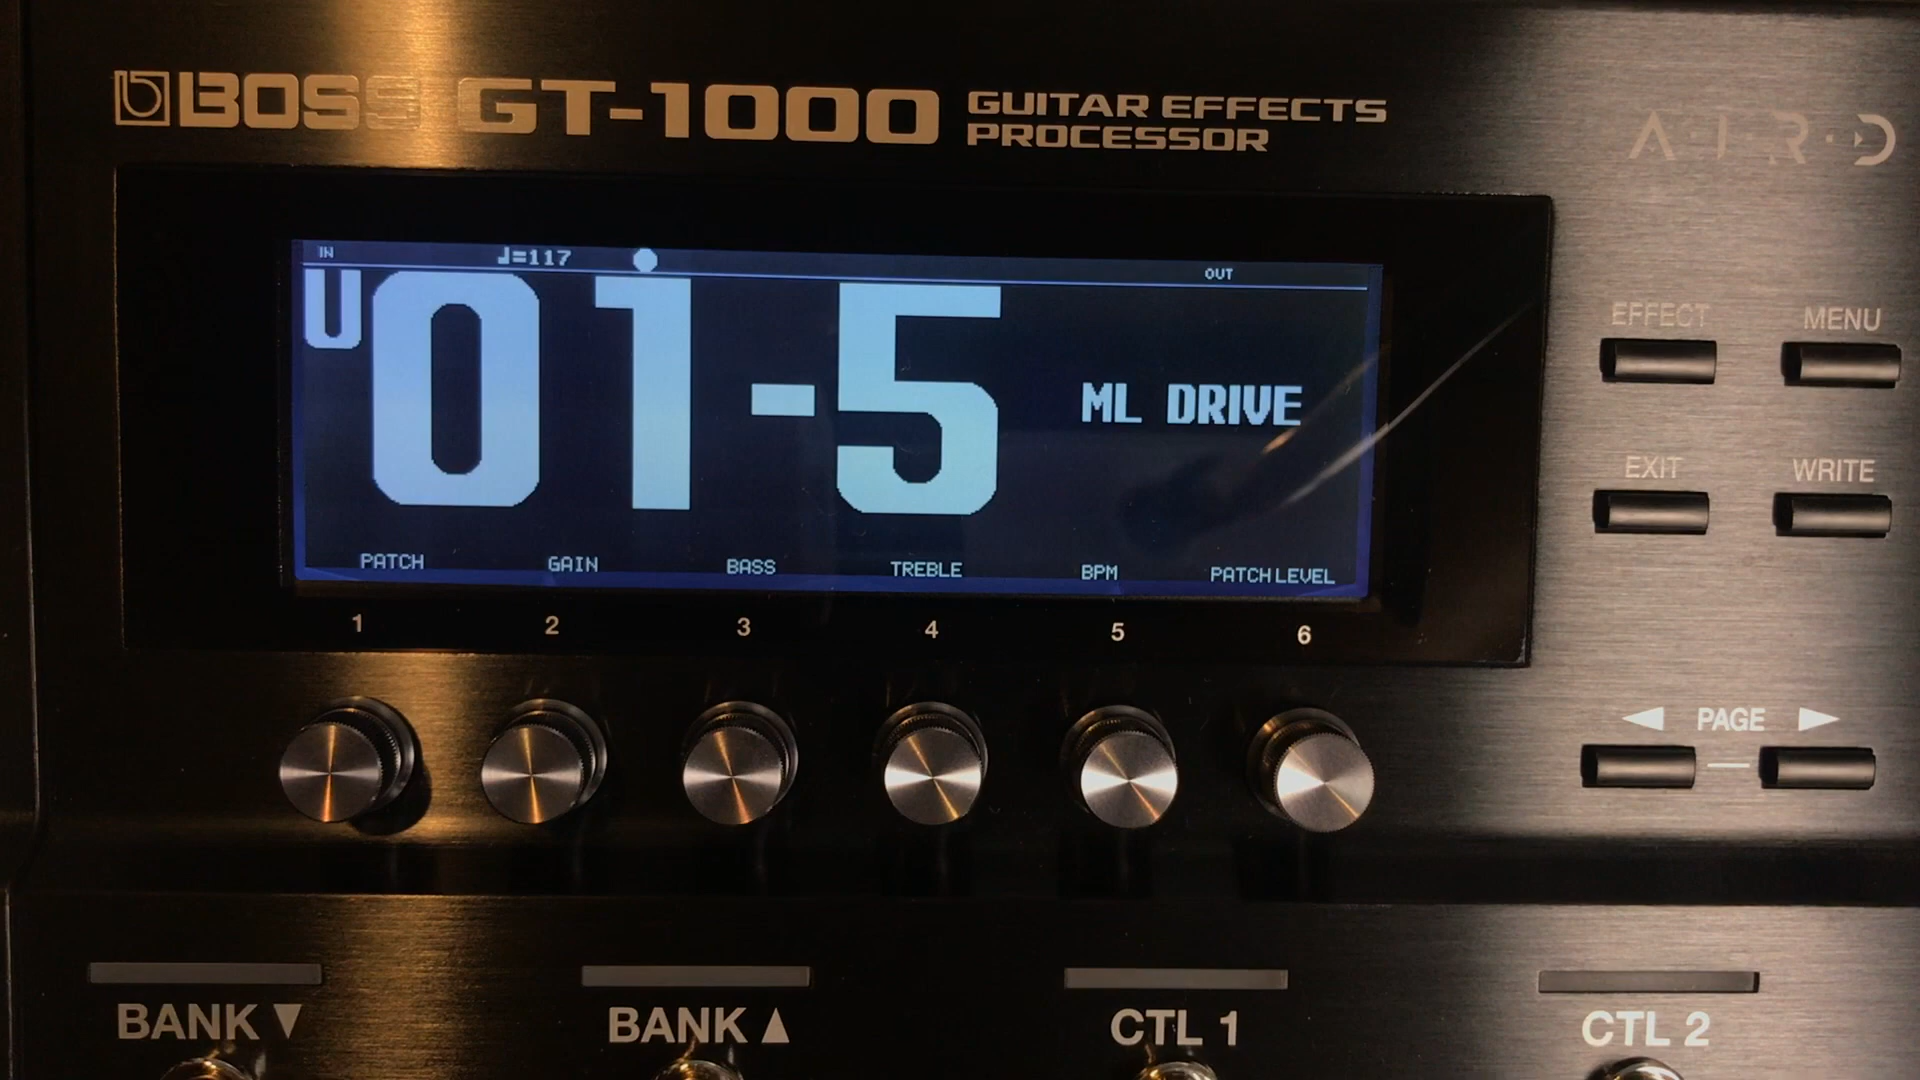 BOSS GT-1000 GUITAR EFFECTS
PROCESSOR
A·I·R·D
IN ♩=117 OUT
U01-5 ML DRIVE
PATCH GAIN BASS TREBLE BPM PATCH LEVEL
1 2 3 4 5 6
EFFECT MENU
EXIT WRITE
◀ PAGE ▶
BANK ▼ BANK ▲ CTL 1 CTL 2